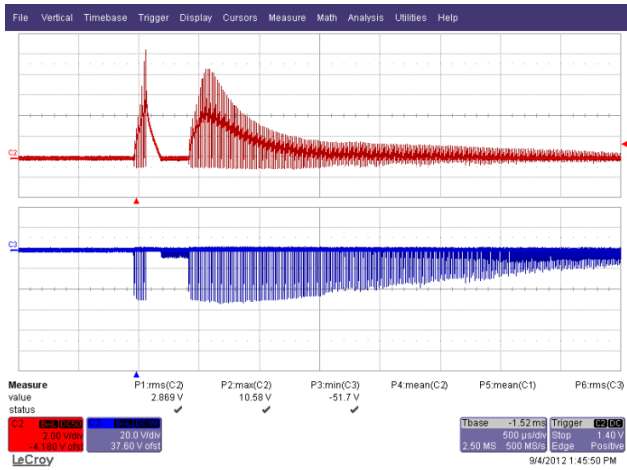 File Vertical Timebase Trigger Display Cursors Measure Math Analysis Utilities Help
C2
C3
Measure P1:rms(C2) P2:max(C2) P3:min(C3) P4:mean(C2) P5:mean(C1) P6:rms(C3)
value 2.869 V 10.58 V -51.7 V
status
C2 BwL DC50
2.00 V/div
-4.180 V ofst
20.0 V/div
37.60 V ofst
Tbase -1.52 ms
500 µs/div
2.50 MS 500 MS/s
Trigger C2 DC
Stop 1.40 V
Edge Positive
LeCroy
9/4/2012 1:45:50 PM